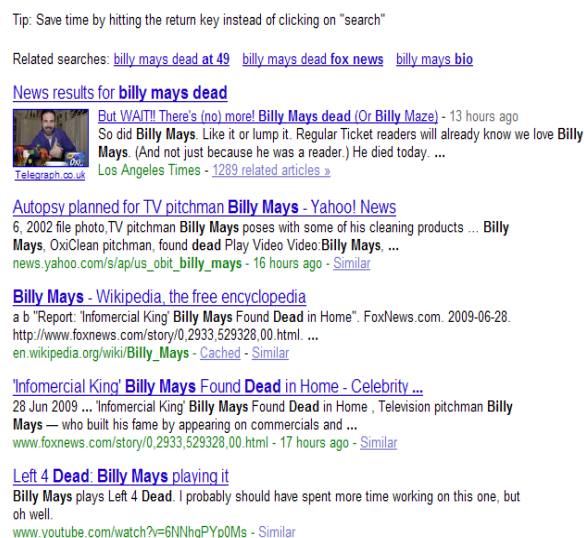 Tip: Save time by hitting the return key instead of clicking on "search"
Related searches: billy mays dead at 49 billy mays dead fox news billy mays bio
News results for billy mays dead
But WAIT!! There's (no) more! Billy Mays dead (Or Billy Maze) - 13 hours ago
So did Billy Mays. Like it or lump it. Regular Ticket readers will already know we love Billy
Mays. (And not just because he was a reader.) He died today. ...
Telegraph.co.uk
Los Angeles Times - 1289 related articles »
Autopsy planned for TV pitchman Billy Mays - Yahoo! News
6, 2002 file photo,TV pitchman Billy Mays poses with some of his cleaning products ... Billy
Mays, OxiClean pitchman, found dead Play Video Video:Billy Mays, ...
news.yahoo.com/s/ap/us_obit_billy_mays - 16 hours ago - Similar
Billy Mays - Wikipedia, the free encyclopedia
a b "Report: 'Infomercial King' Billy Mays Found Dead in Home". FoxNews.com. 2009-06-28.
http://www.foxnews.com/story/0,2933,529328,00.html. ...
en.wikipedia.org/wiki/Billy_Mays - Cached - Similar
'Infomercial King' Billy Mays Found Dead in Home - Celebrity ...
28 Jun 2009 ... 'Infomercial King' Billy Mays Found Dead in Home , Television pitchman Billy
Mays — who built his fame by appearing on commercials and ...
www.foxnews.com/story/0,2933,529328,00.html - 17 hours ago - Similar
Left 4 Dead: Billy Mays playing it
Billy Mays plays Left 4 Dead. I probably should have spent more time working on this one, but
oh well.
www.youtube.com/watch?v=6NNhqPYp0Ms - Similar